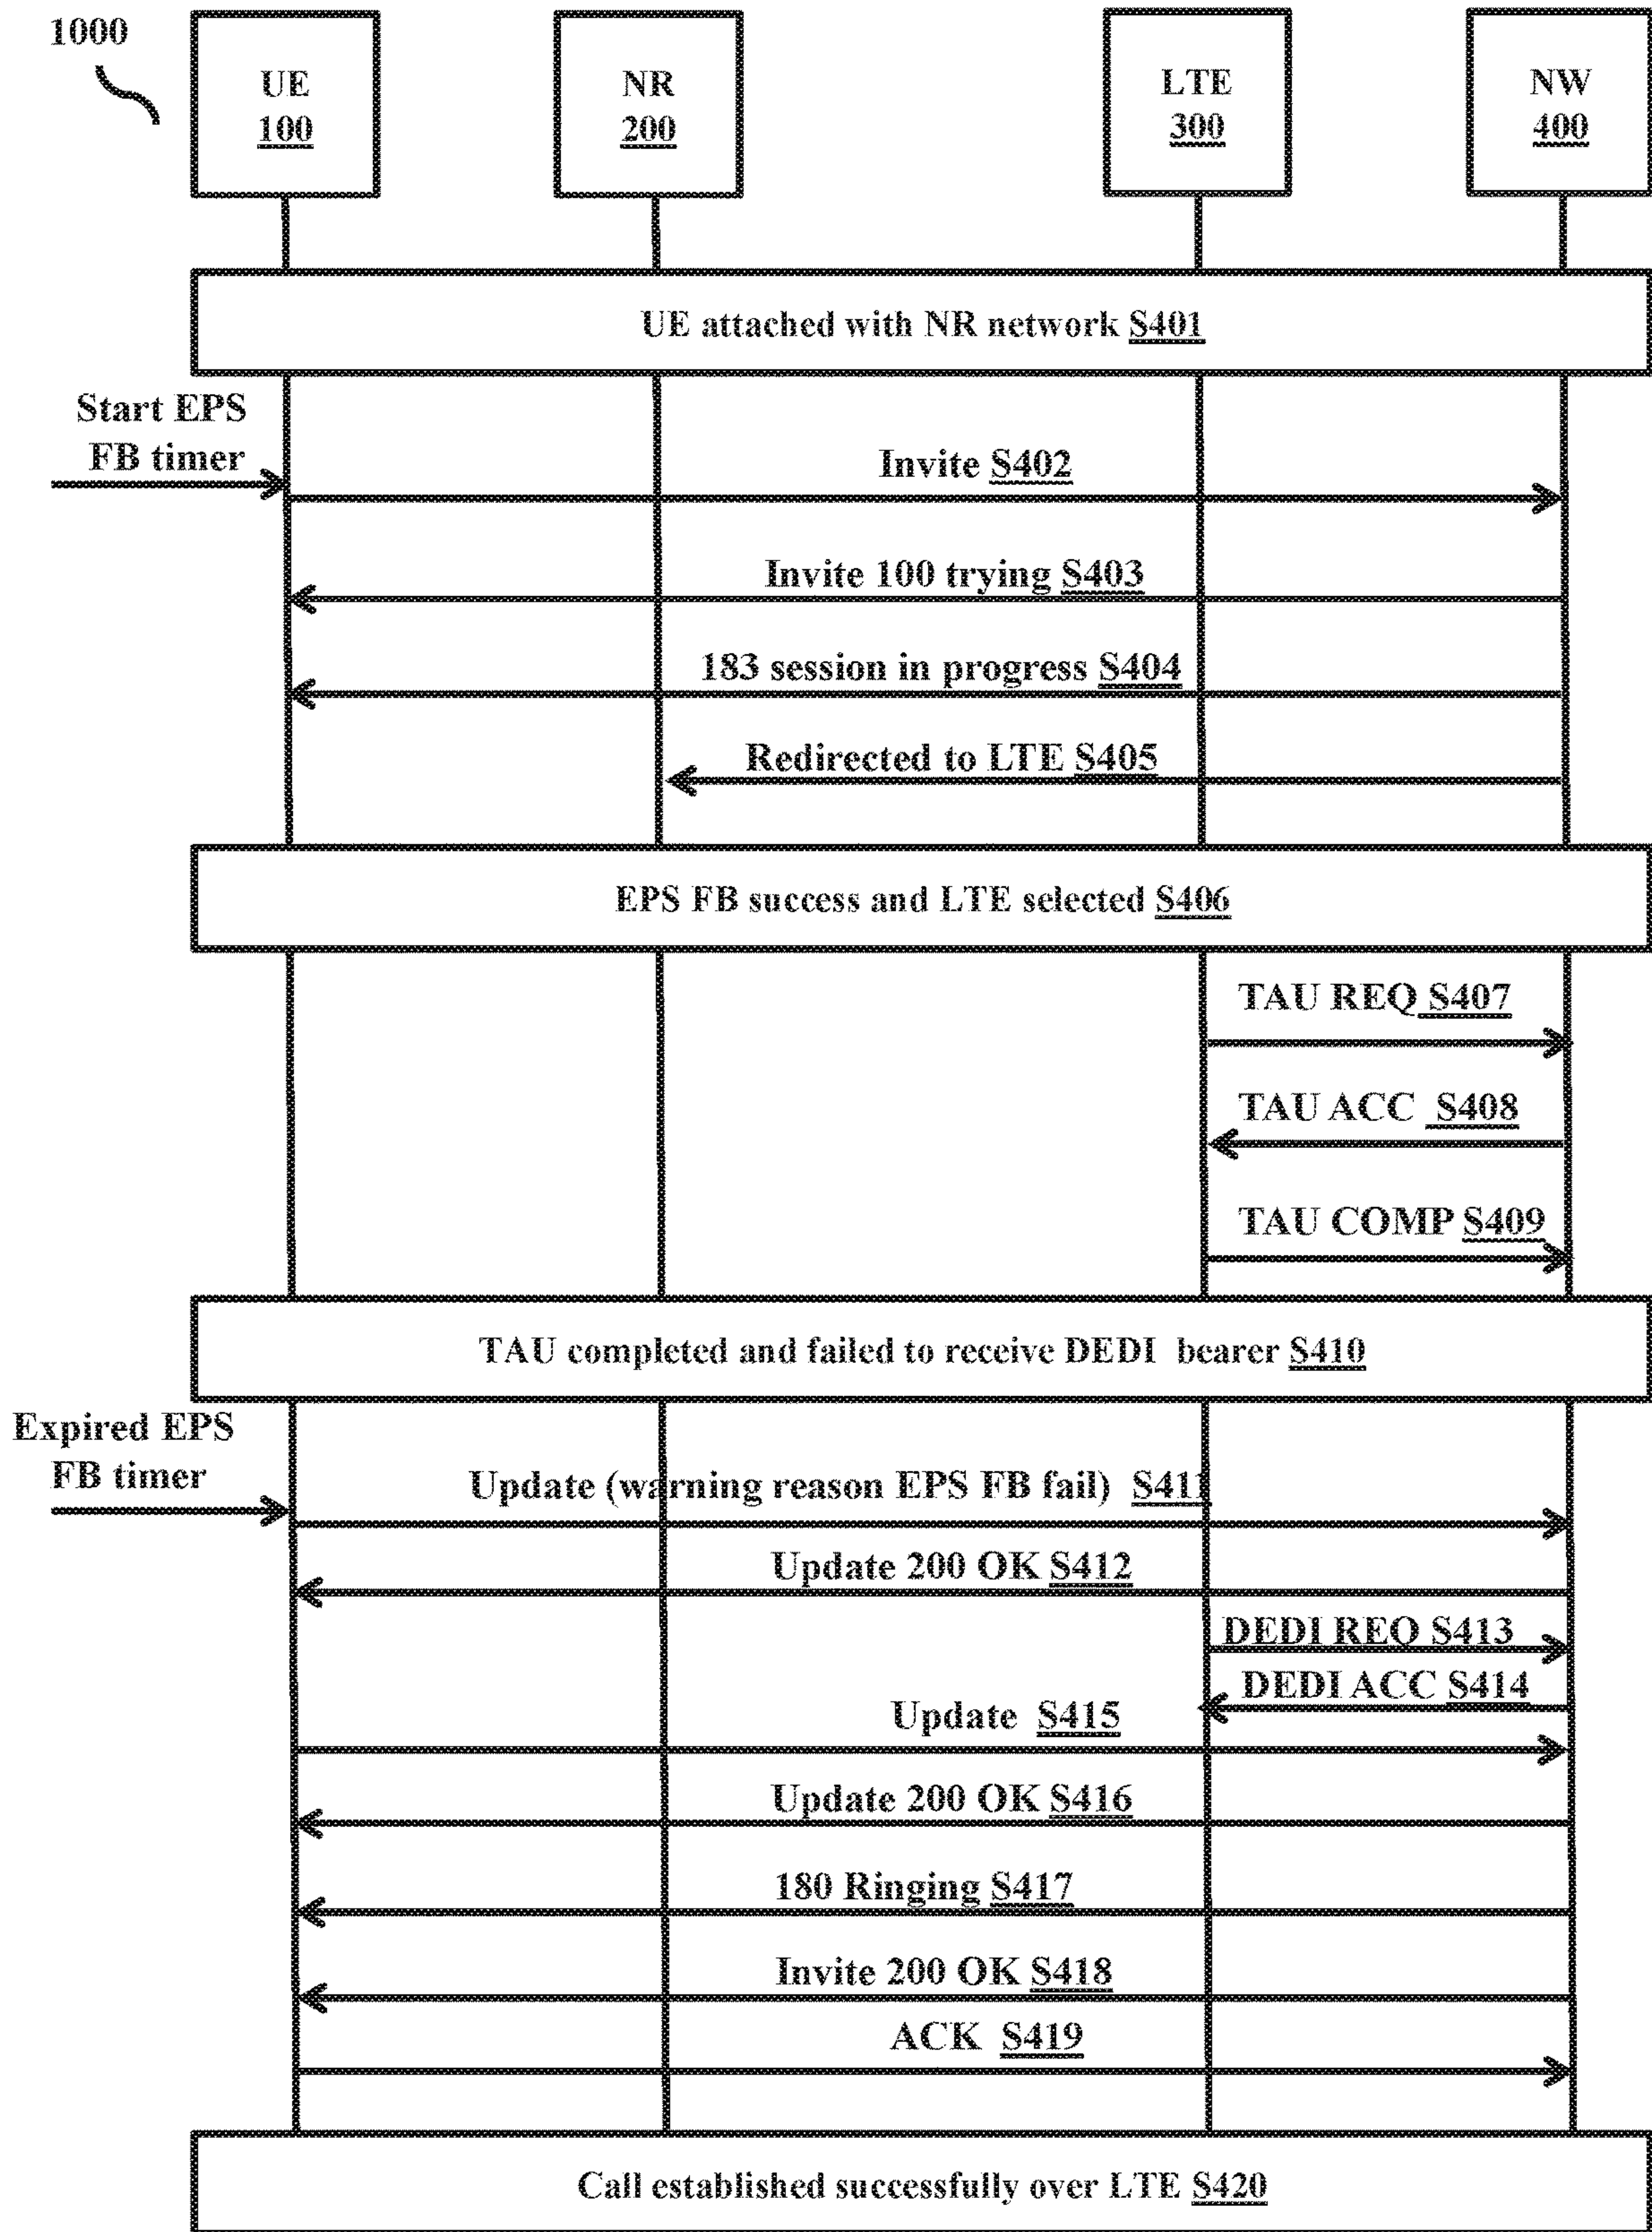 1000
UE
100
NR
200
LTE
300
NW
400
UE attached with NR network S401
Start EPS
FB timer
Invite S402
Invite 100 trying S403
183 session in progress S404
Redirected to LTE S405
EPS FB success and LTE selected S406
TAU REQ S407
TAU ACC S408
TAU COMP S409
TAU completed and failed to receive DEDI bearer S410
Expired EPS
FB timer
Update (warning reason EPS FB fail) S411
Update 200 OK S412
DEDI REQ S413
DEDI ACC S414
Update S415
Update 200 OK S416
180 Ringing S417
Invite 200 OK S418
ACK S419
Call established successfully over LTE S420